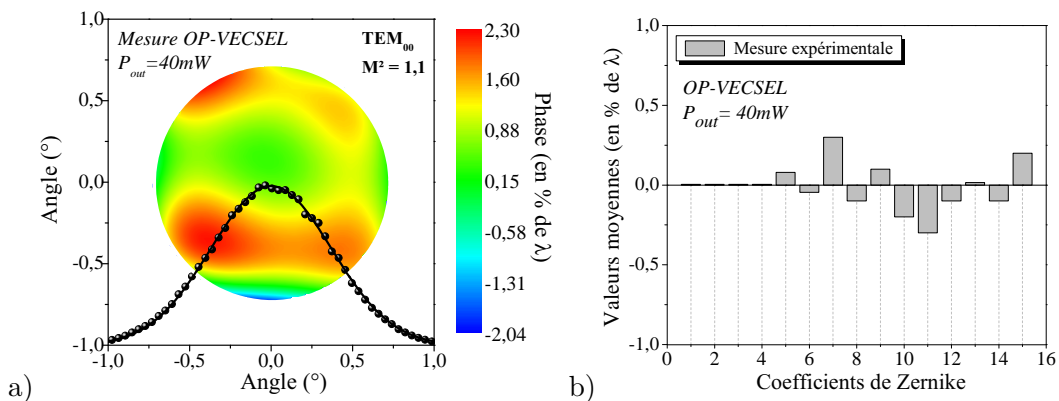 Mesure OP-VECSEL
P_out=40mW
TEM_00
M² = 1,1
1,0
0,5
0,0
-0,5
-1,0
Angle (°)
-1,0
-0,5
0,0
0,5
1,0
Angle (°)
2,30
1,60
0,88
0,15
-0,58
-1,31
-2,04
Phase (en % de λ)
a)
Mesure expérimentale
OP-VECSEL
P_out= 40mW
1,0
0,5
0,0
-0,5
-1,0
Valeurs moyennes (en % de λ)
0
2
4
6
8
10
12
14
16
Coefficients de Zernike
b)